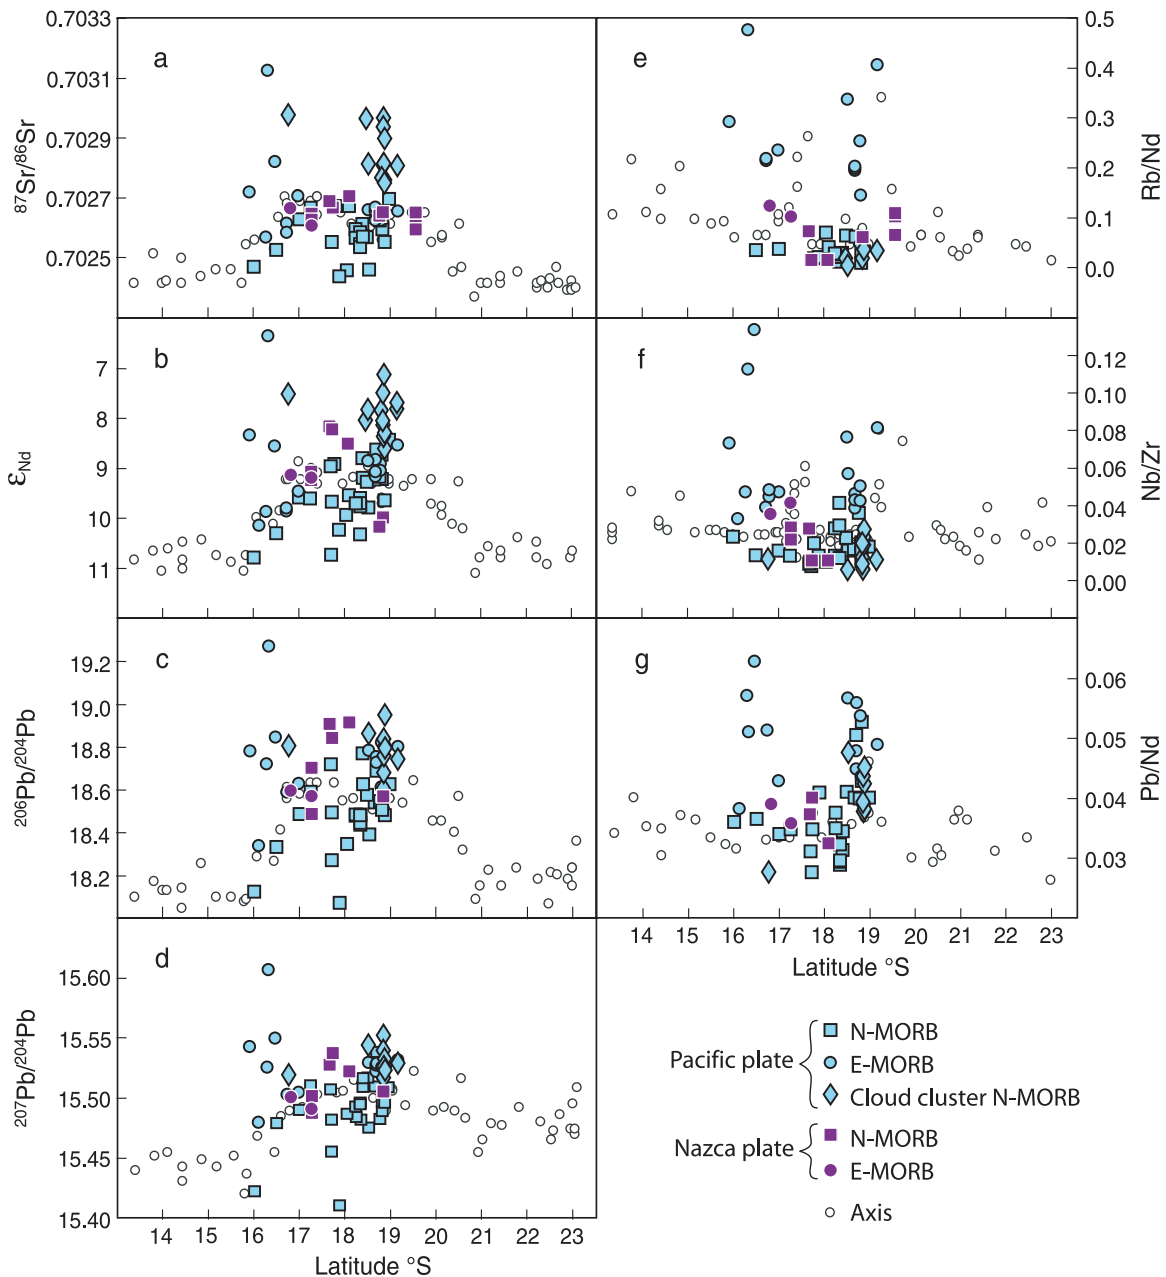 a
0.7033
0.7031
0.7029
0.7027
0.7025
87Sr/86Sr
b
7
8
9
10
11
εNd
c
19.2
19.0
18.8
18.6
18.4
18.2
206Pb/204Pb
d
15.60
15.55
15.50
15.45
15.40
207Pb/204Pb
14 15 16 17 18 19 20 21 22 23
Latitude °S
e
0.5
0.4
0.3
0.2
0.1
0.0
Rb/Nd
f
0.12
0.10
0.08
0.06
0.04
0.02
0.00
Nb/Zr
g
0.06
0.05
0.04
0.03
Pb/Nd
14 15 16 17 18 19 20 21 22 23
Latitude °S
Pacific plate
N-MORB
E-MORB
Cloud cluster N-MORB
Nazca plate
N-MORB
E-MORB
Axis